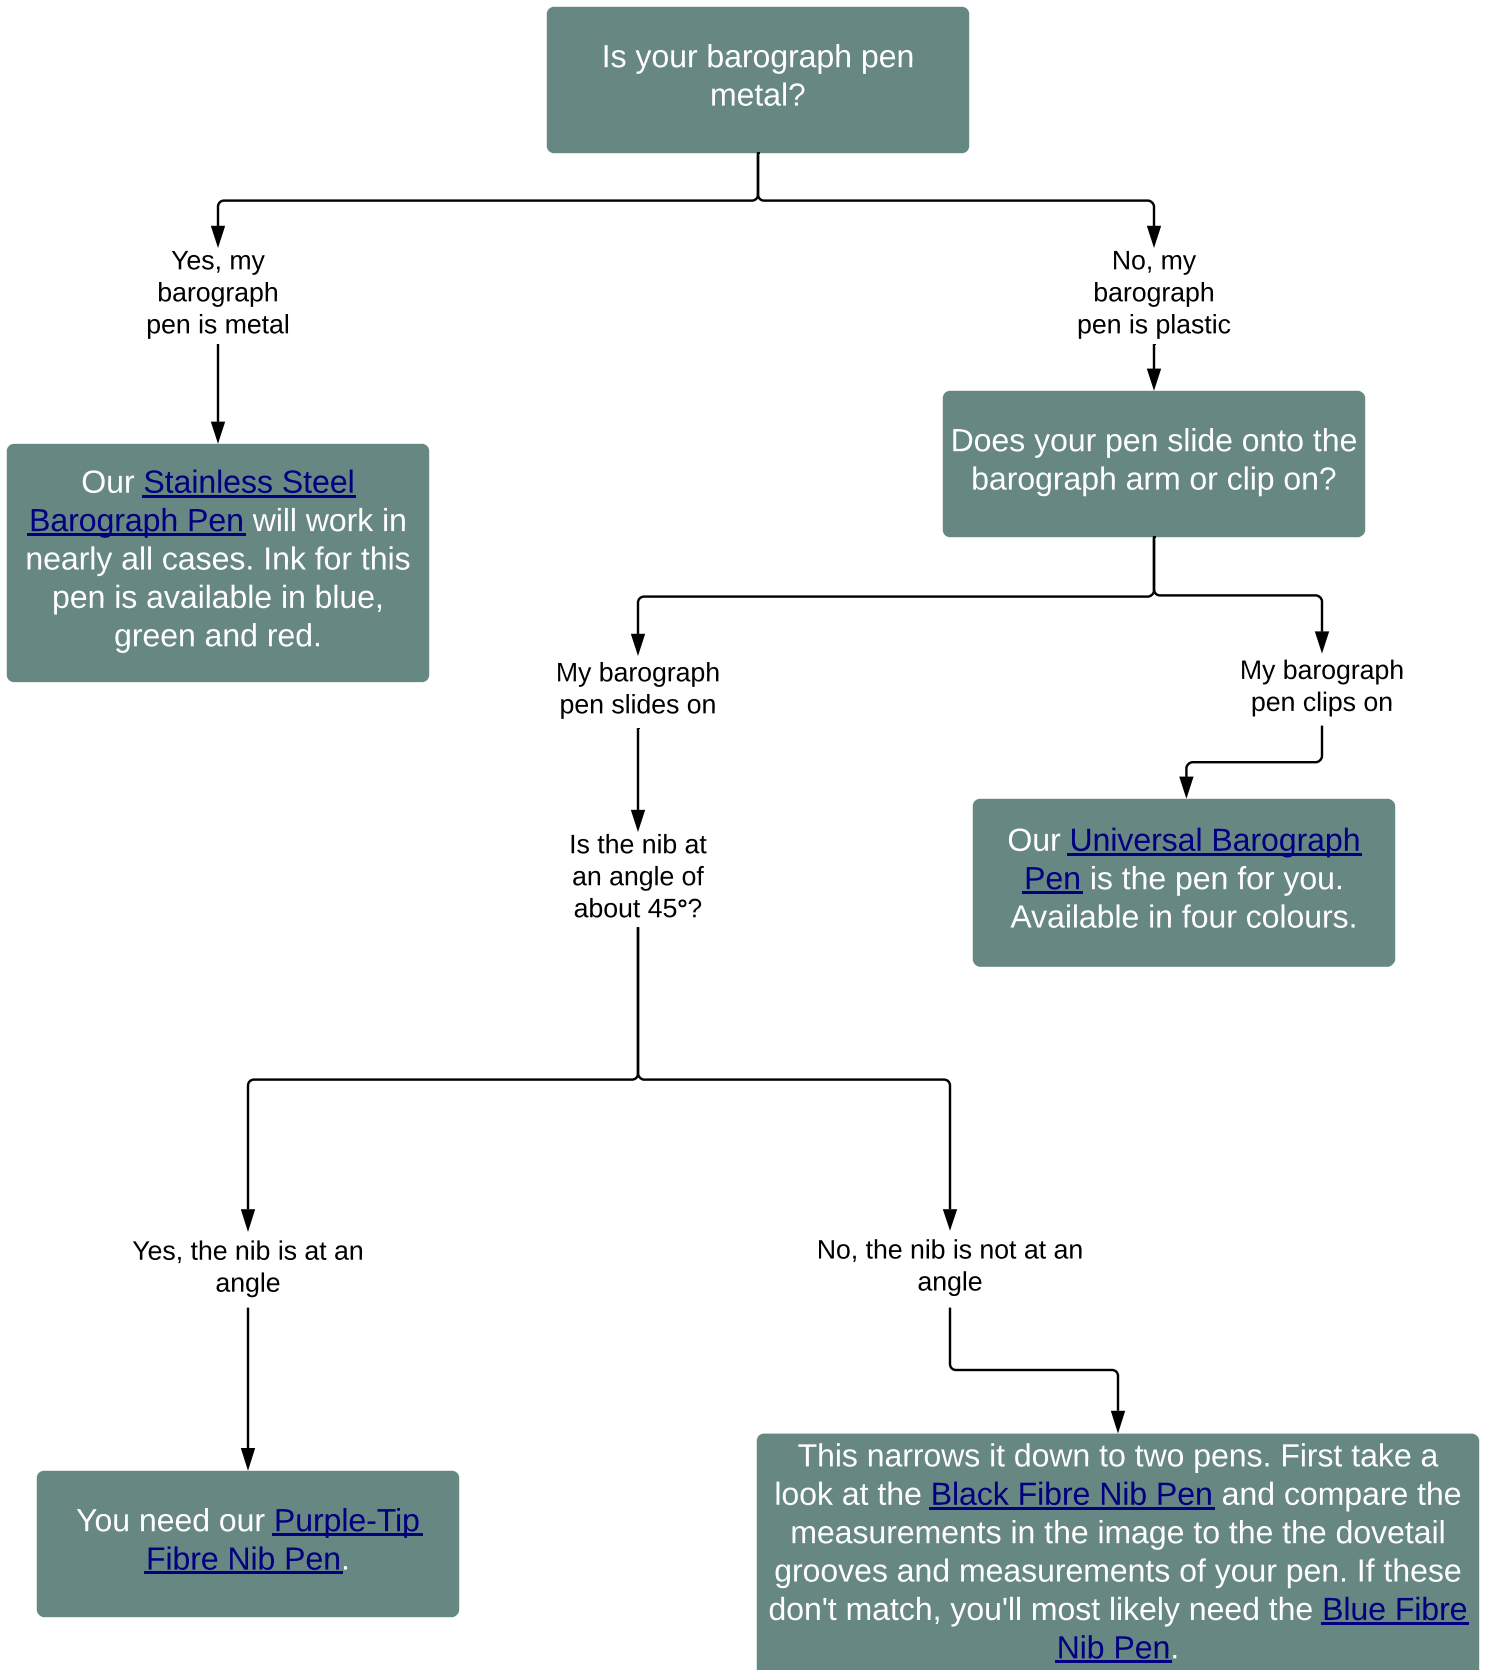 Is your barograph pen
metal?
Yes, my
barograph
pen is metal
No, my
barograph
pen is plastic
Our Stainless Steel
Barograph Pen will work in
nearly all cases. Ink for this
pen is available in blue,
green and red.
Does your pen slide onto the
barograph arm or clip on?
My barograph
pen slides on
My barograph
pen clips on
Is the nib at
an angle of
about 45°?
Our Universal Barograph
Pen is the pen for you.
Available in four colours.
Yes, the nib is at an
angle
No, the nib is not at an
angle
You need our Purple-Tip
Fibre Nib Pen.
This narrows it down to two pens. First take a
look at the Black Fibre Nib Pen and compare the
measurements in the image to the the dovetail
grooves and measurements of your pen. If these
don't match, you'll most likely need the Blue Fibre
Nib Pen.